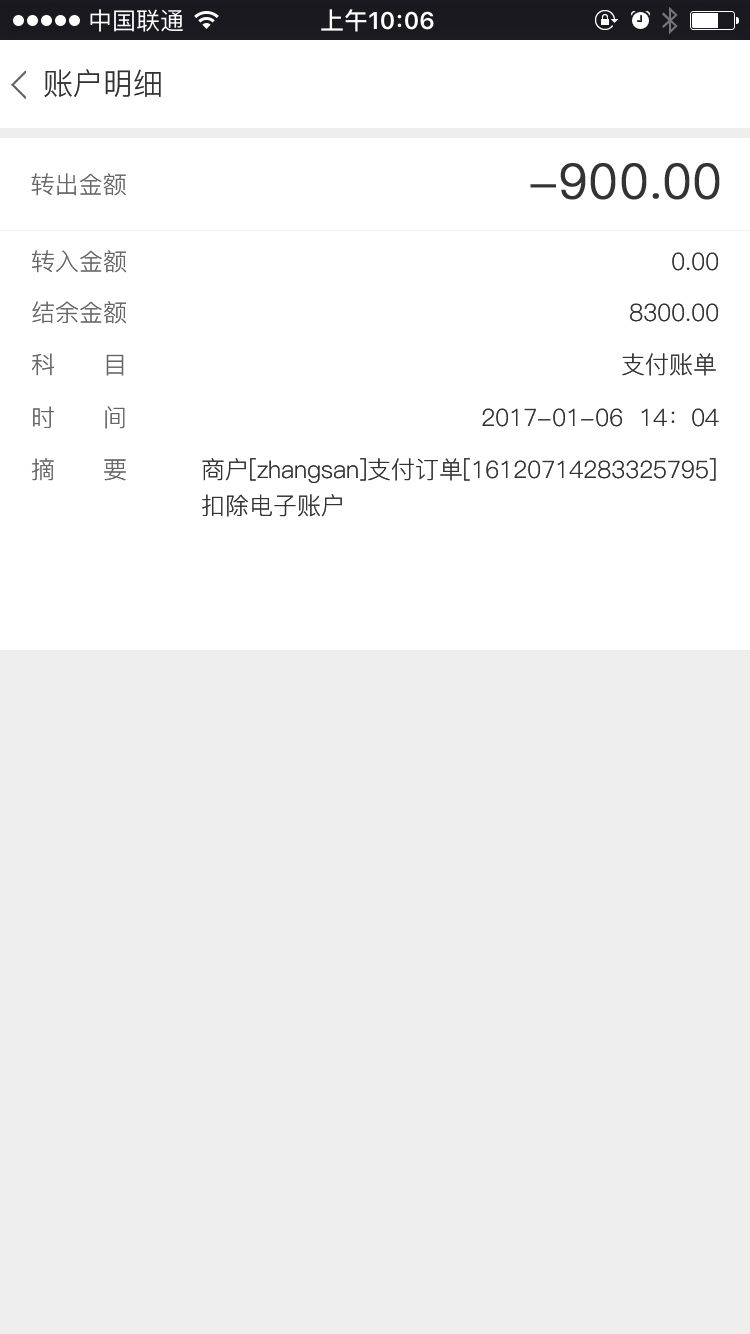 中国联通 上午10:06
账户明细
转出金额 –900.00
转入金额 0.00
结余金额 8300.00
科 目 支付账单
时 间 2017–01–06 14：04
摘 要 商户[zhangsan]支付订单[16120714283325795]
扣除电子账户